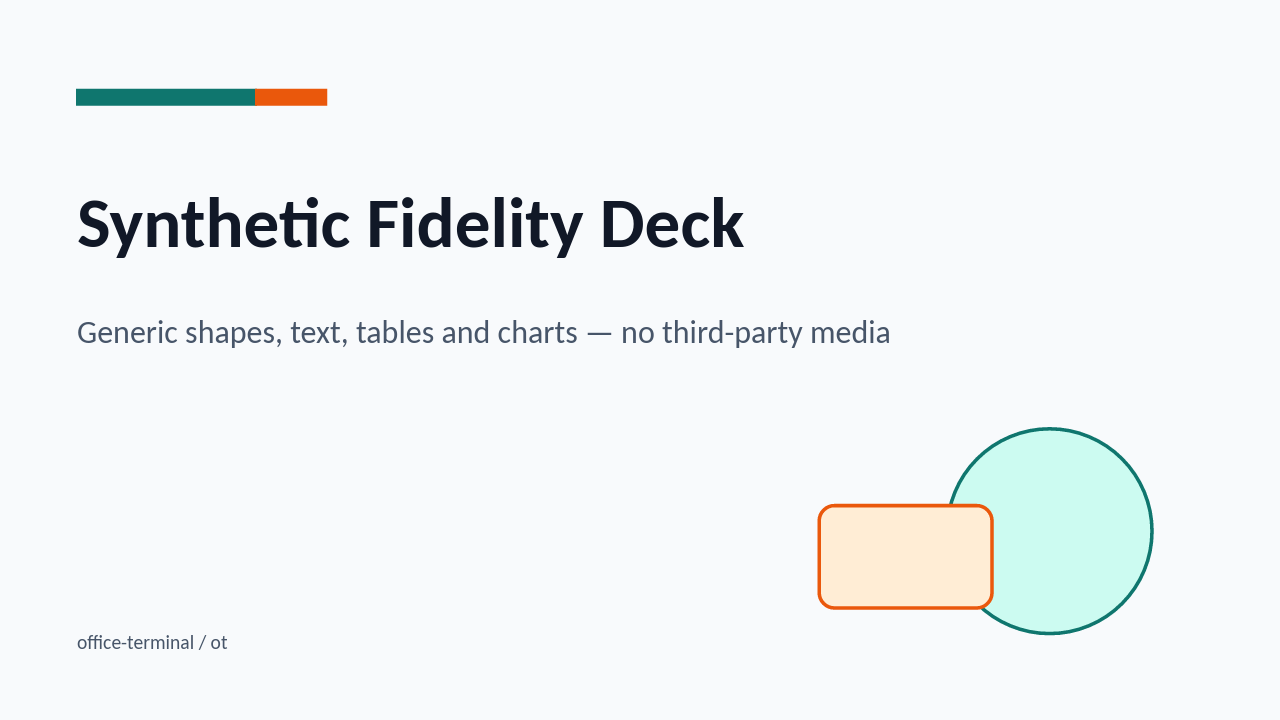 Synthetic Fidelity Deck
Generic shapes, text, tables and charts — no third-party media
office-terminal / ot